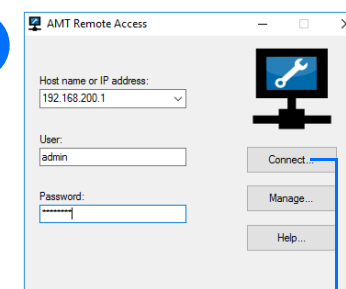 AMT Remote Access
Host name or IP address:
192.168.200.1
User:
admin
Connect...
Password:
********
Manage...
Help...